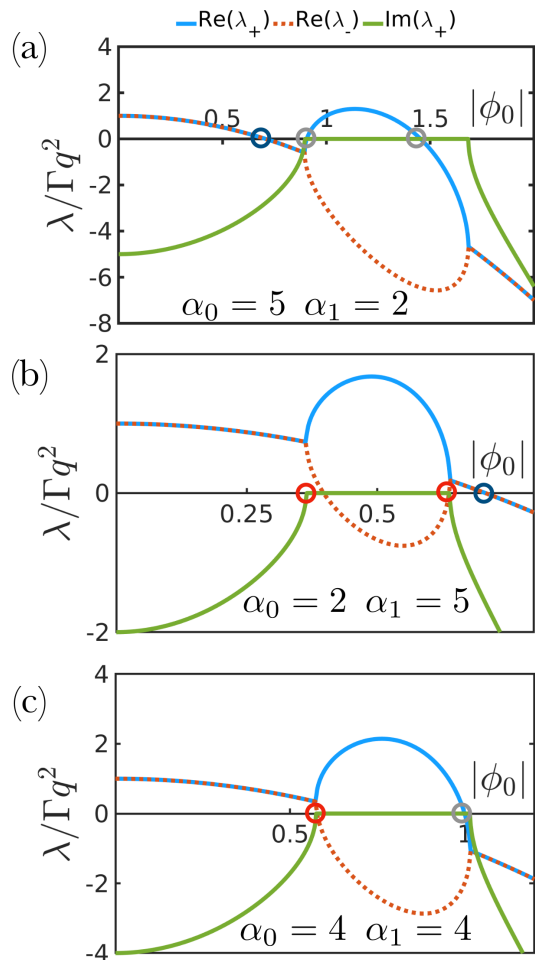 Re(λ₊) Re(λ₋) Im(λ₊)
(a)
4
2
0
-2
-4
-6
-8
λ/Γq²
0.5 1 1.5
|ϕ₀|
α₀ = 5 α₁ = 2
(b)
2
0
-2
λ/Γq²
0.25 0.5
|ϕ₀|
α₀ = 2 α₁ = 5
(c)
4
2
0
-2
-4
λ/Γq²
0.5 1
|ϕ₀|
α₀ = 4 α₁ = 4